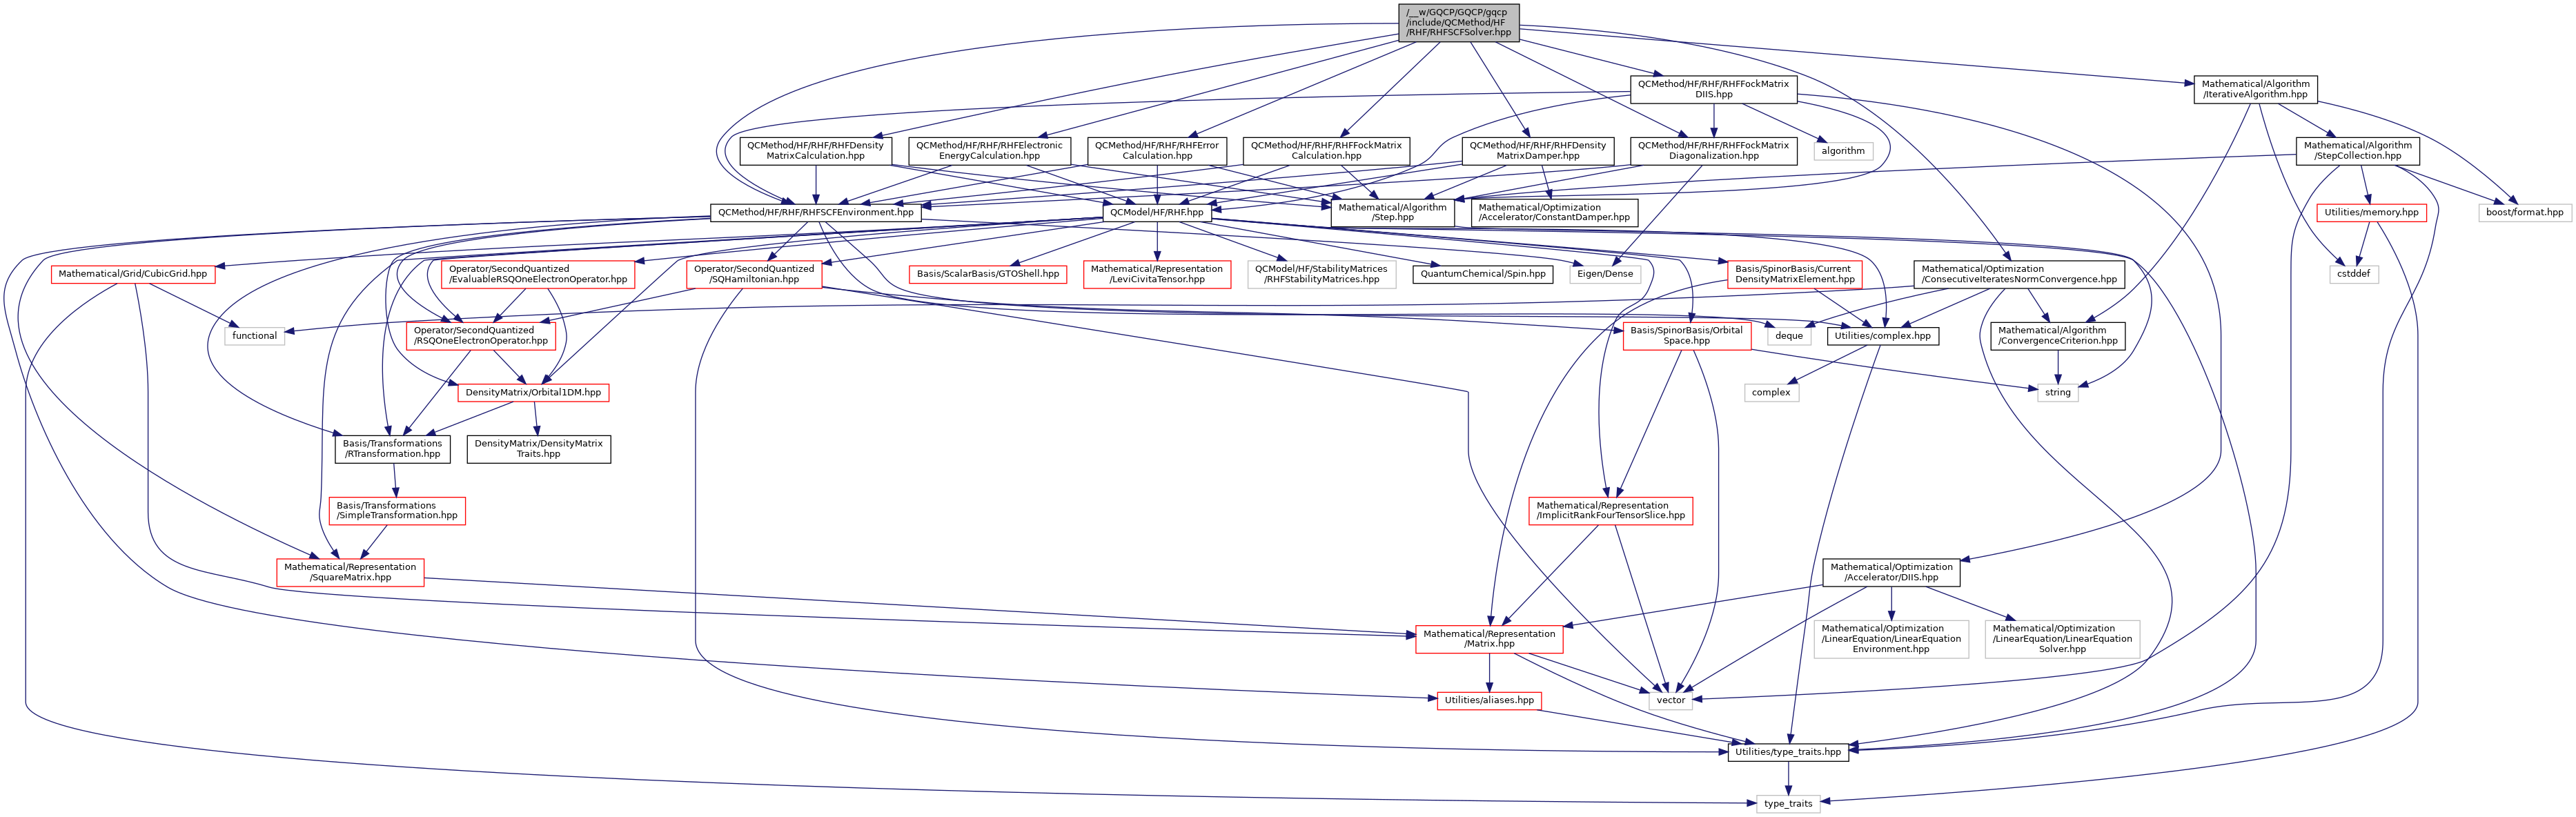 /__w/GQCP/GQCP/gqcp
/include/QCMethod/HF
/RHF/RHFSCFSolver.hpp
QCMethod/HF/RHF/RHFFockMatrix
DIIS.hpp
Mathematical/Algorithm
/IterativeAlgorithm.hpp
QCMethod/HF/RHF/RHFDensity
MatrixCalculation.hpp
QCMethod/HF/RHF/RHFElectronic
EnergyCalculation.hpp
QCMethod/HF/RHF/RHFError
Calculation.hpp
QCMethod/HF/RHF/RHFFockMatrix
Calculation.hpp
QCMethod/HF/RHF/RHFDensity
MatrixDamper.hpp
QCMethod/HF/RHF/RHFFockMatrix
Diagonalization.hpp
algorithm
Mathematical/Algorithm
/StepCollection.hpp
QCMethod/HF/RHF/RHFSCFEnvironment.hpp
QCModel/HF/RHF.hpp
Mathematical/Algorithm
/Step.hpp
Mathematical/Optimization
/Accelerator/ConstantDamper.hpp
Utilities/memory.hpp
boost/format.hpp
Mathematical/Grid/CubicGrid.hpp
Operator/SecondQuantized
/EvaluableRSQOneElectronOperator.hpp
Operator/SecondQuantized
/SQHamiltonian.hpp
Basis/ScalarBasis/GTOShell.hpp
Mathematical/Representation
/LeviCivitaTensor.hpp
QCModel/HF/StabilityMatrices
/RHFStabilityMatrices.hpp
QuantumChemical/Spin.hpp
Eigen/Dense
Basis/SpinorBasis/Current
DensityMatrixElement.hpp
Mathematical/Optimization
/ConsecutiveIteratesNormConvergence.hpp
cstddef
functional
Operator/SecondQuantized
/RSQOneElectronOperator.hpp
Basis/SpinorBasis/Orbital
Space.hpp
deque
Utilities/complex.hpp
Mathematical/Algorithm
/ConvergenceCriterion.hpp
DensityMatrix/Orbital1DM.hpp
complex
string
Basis/Transformations
/RTransformation.hpp
DensityMatrix/DensityMatrix
Traits.hpp
Basis/Transformations
/SimpleTransformation.hpp
Mathematical/Representation
/ImplicitRankFourTensorSlice.hpp
Mathematical/Representation
/SquareMatrix.hpp
Mathematical/Optimization
/Accelerator/DIIS.hpp
Mathematical/Representation
/Matrix.hpp
Mathematical/Optimization
/LinearEquation/LinearEquation
Environment.hpp
Mathematical/Optimization
/LinearEquation/LinearEquation
Solver.hpp
Utilities/aliases.hpp
vector
Utilities/type_traits.hpp
type_traits